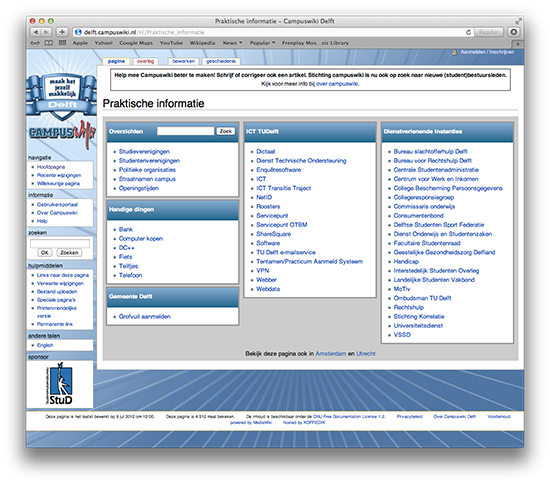 Praktische informatie – Campuswiki Delft
delft.campuswiki.nl/nl/Praktische_informatie
Reader
Apple Yahoo! Google Maps YouTube Wikipedia News Popular Freeplay Mus...sic Library
Aanmelden / Inschrijven
pagina overleg bewerken geschiedenis
maak het
jezelf
makkelijk
Delft
CAMPUSwiki
Help mee Campuswiki beter te maken! Schrijf of corrigeer ook een artikel. Stichting campuswiki is nu ook op zoek naar nieuwe (student)bestuursleden.
Kijk voor meer info bij over campuswiki.
Praktische informatie
navigatie
Hoofdpagina
Recente wijzigingen
Willekeurige pagina
informatie
Gebruikersportaal
Over Campuswiki
Help
zoeken
OK Zoeken
hulpmiddelen
Links naar deze pagina
Verwante wijzigingen
Bestand uploaden
Speciale pagina's
Printervriendelijke
versie
Permanente link
andere talen
English
sponsor
StuD
Overzichten Zoek
Studieverenigingen
Studentenverenigingen
Politieke organisaties
Straatnamen campus
Openingstijden
Handige dingen
Bank
Computer kopen
DC++
Fiets
Teiltjes
Telefoon
Gemeente Delft
Grofvuil aanmelden
ICT TUDelft
Dictaat
Dienst Technische Ondersteuning
Enquêtesoftware
ICT
ICT Transitie Traject
NetID
Roosters
Servicepunt
Servicepunt OTBM
ShareSquare
Software
TU Delft e-mailservice
Tentamen/Practicum Aanmeld Systeem
VPN
Webber
Webdata
Dienstverlenende instanties
Bureau slachtofferhulp Delft
Bureau voor Rechtshulp Delft
Centrale Studentenadministratie
Centrum voor Werk en Inkomen
College Bescherming Persoonsgegevens
Collegeresponsiegroep
Commissaris onderwijs
Consumentenbond
Delftse Studenten Sport Federatie
Dienst Onderwijs en Studentenzaken
Facultaire Studentenraad
Geestelijke Gezondheidszorg Delfland
Handicap
Interstedelijk Studenten Overleg
Landelijke Studenten Vakbond
MoTiv
Ombudsman TU Delft
Rechtshulp
Stichting Korrelatie
Universiteitsdienst
VSSD
Bekijk deze pagina ook in Amsterdam en Utrecht
Deze pagina is het laatst bewerkt op 9 jul 2012 om 12:00. Deze pagina is 4.512 maal bekeken. De inhoud is beschikbaar onder de GNU Free Documentation License 1.2. Privacybeleid Over Campuswiki Delft Voorbehoud
powered by MediaWiki hosted by KOFFIEDIK